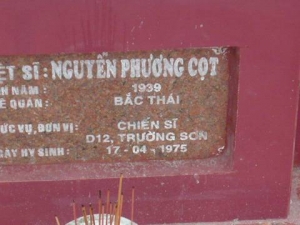 ỆT SĨ : NGUYỄN PHƯƠNG CỌT
N NĂM : 1939
Ê QUÁN : BẮC THÁI
ỨC VỤ, ĐƠN VỊ : CHIẾN SĨ
D12, TRƯỜNG SƠN
GÀY HY SINH : 17 - 04 - 1975